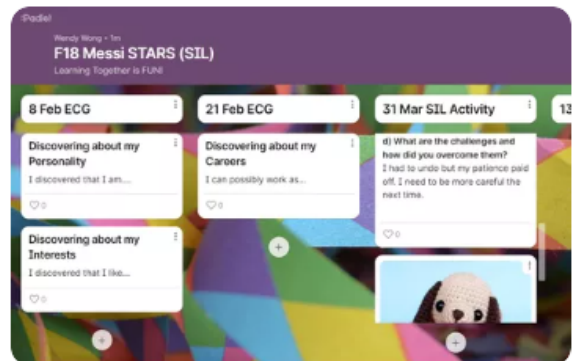 :Padlet
Wendy Wong • 1m
F18 Messi STARS (SIL)
Learning Together is FUN!
8 Feb ECG
Discovering about my
Personality
I discovered that I am....
0
Discovering about my
Interests
I discovered that I like...
0
21 Feb ECG
Discovering about my
Careers
I can possibly work as...
0
31 Mar SIL Activity
d) What are the challenges and
how did you overcome them?
I had to undo but my patience paid
off. I need to be more careful the
next time.
0
13